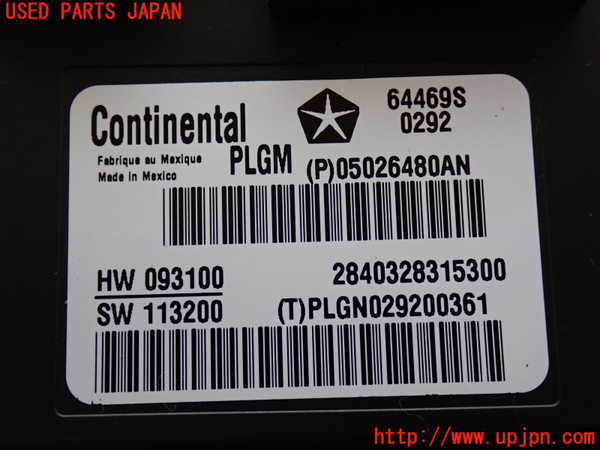 USED PARTS JAPAN
Continental
64469S
0292
Fabrique au Mexique
Made in Mexico
PLGM
(P)05026480AN
HW 093100
2840328315300
SW 113200
(T)PLGN029200361
http://www.upjpn.com